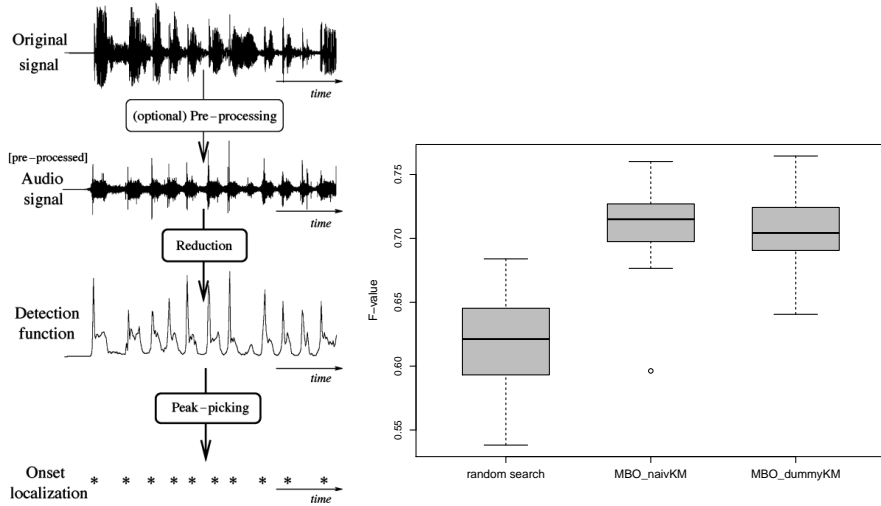 Original
signal
time
(optional) Pre-processing
[pre-processed]
Audio
signal
time
Reduction
Detection
function
time
Peak-picking
Onset
localization
* * * * * * * * * * *
time
F-value
0.75
0.70
0.65
0.60
0.55
random search
MBO_naivKM
MBO_dummyKM